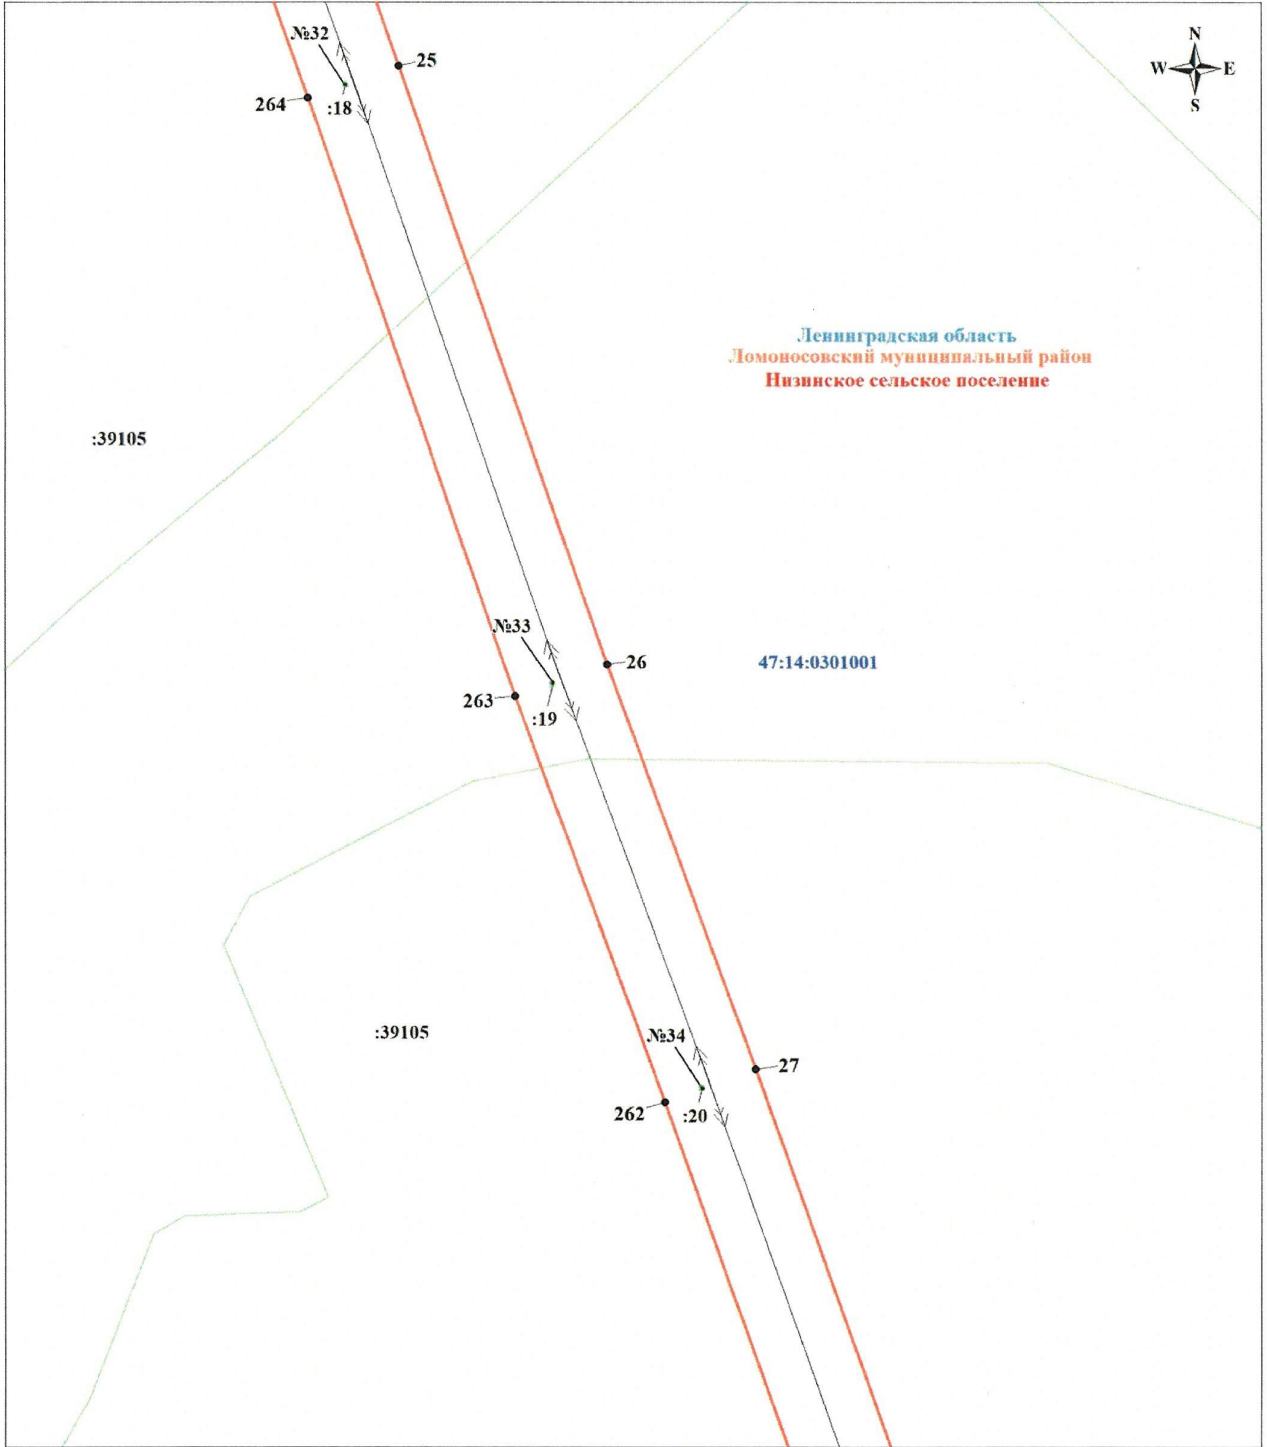 №32
25
N
W E
S
264
:18
Ленинградская область
Ломоносовский муниципальный район
Низинское сельское поселение
:39105
№33
26
47:14:0301001
263
:19
:39105
№34
27
262
:20